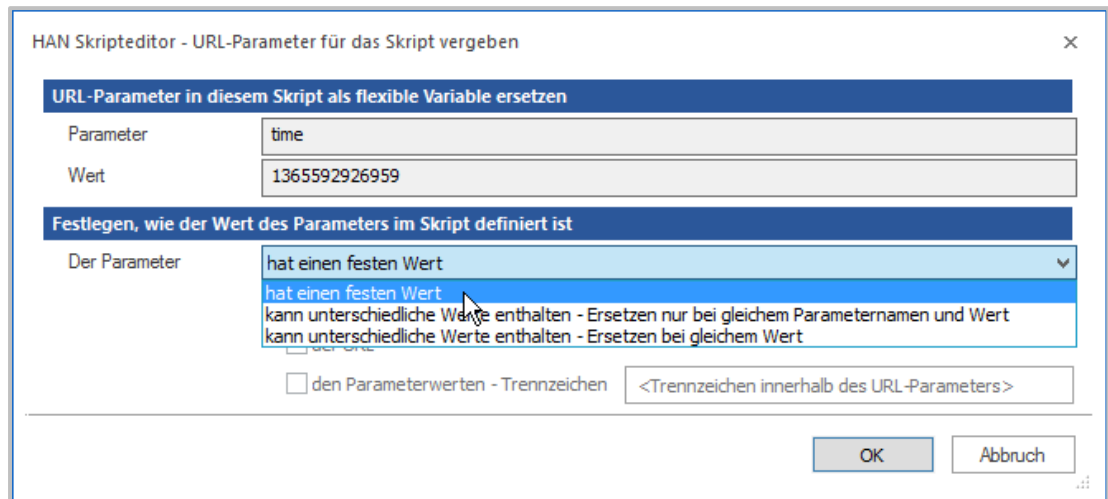 HAN Skripteditor - URL-Parameter für das Skript vergeben
URL-Parameter in diesem Skript als flexible Variable ersetzen
Parameter time
Wert 1365592926959
Festlegen, wie der Wert des Parameters im Skript definiert ist
Der Parameter hat einen festen Wert
hat einen festen Wert
kann unterschiedliche Werte enthalten - Ersetzen nur bei gleichem Parameternamen und Wert
kann unterschiedliche Werte enthalten - Ersetzen bei gleichem Wert
der URL
den Parameterwerten - Trennzeichen <Trennzeichen innerhalb des URL-Parameters>
OK Abbruch